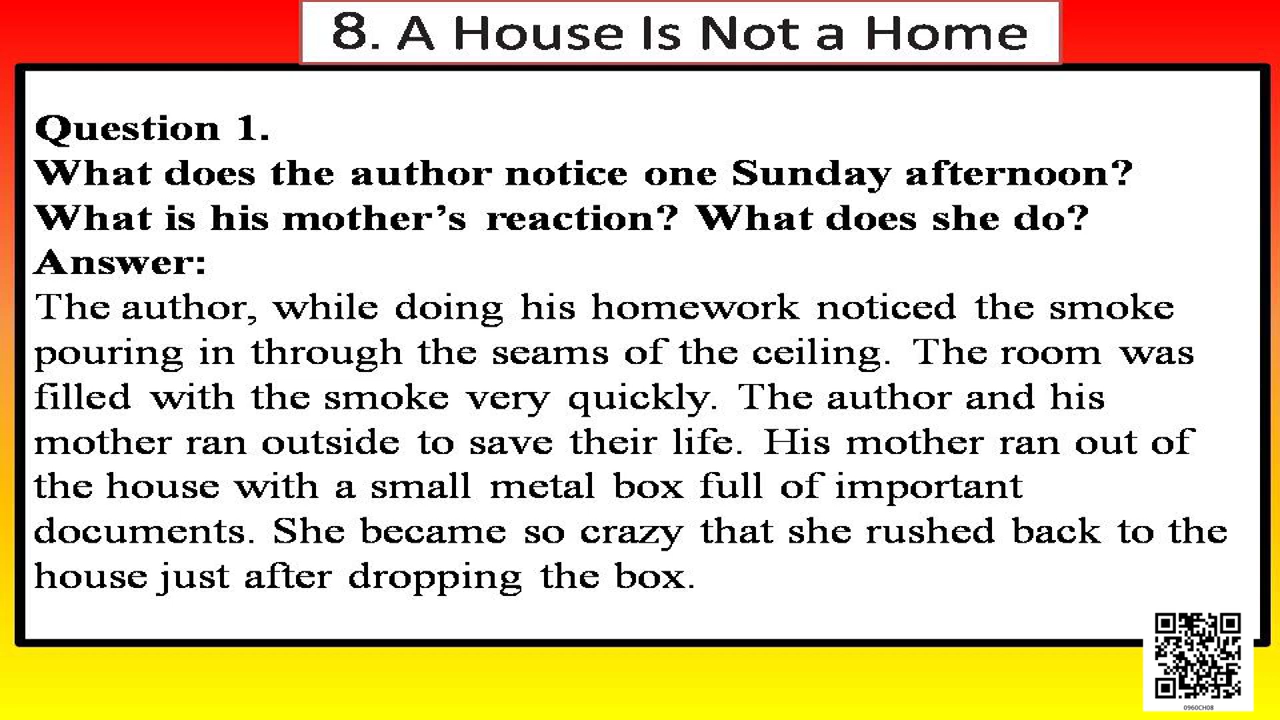 8. A House Is Not a Home
Question 1.
What does the author notice one Sunday afternoon?
What is his mother’s reaction? What does she do?
Answer:
The author, while doing his homework noticed the smoke
pouring in through the seams of the ceiling. The room was
filled with the smoke very quickly. The author and his
mother ran outside to save their life. His mother ran out of
the house with a small metal box full of important
documents. She became so crazy that she rushed back to the
house just after dropping the box.
0960CH08